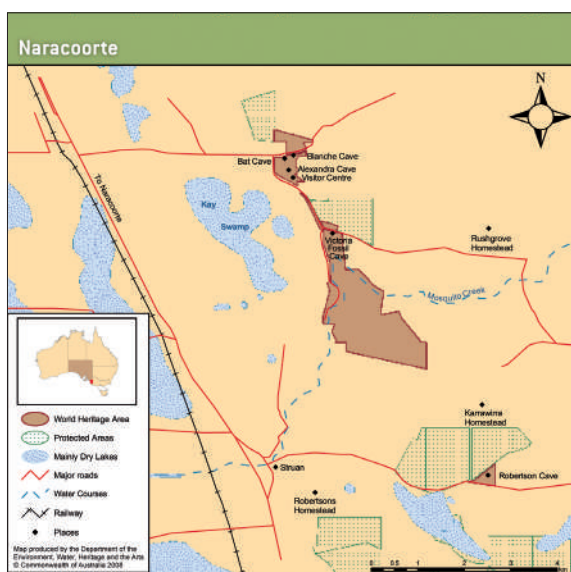 Naracoorte
N
Bat Cave
Blanche Cave
Alexandra Cave
Visitor Centre
To Naracoorte
Kay
Swamp
Victoria
Fossil
Cave
Rushgrove
Homestead
Mosquito Creek
World Heritage Area
Protected Areas
Mainly Dry Lakes
Major roads
Water Courses
Railway
Places
Map produced by the Department of the
Environment, Water, Heritage and the Arts
© Commonwealth of Australia 2008
Karrawirra
Homestead
Robertson Cave
Struan
Robertsons
Homestead
0 0.5 1 2 3 4
km